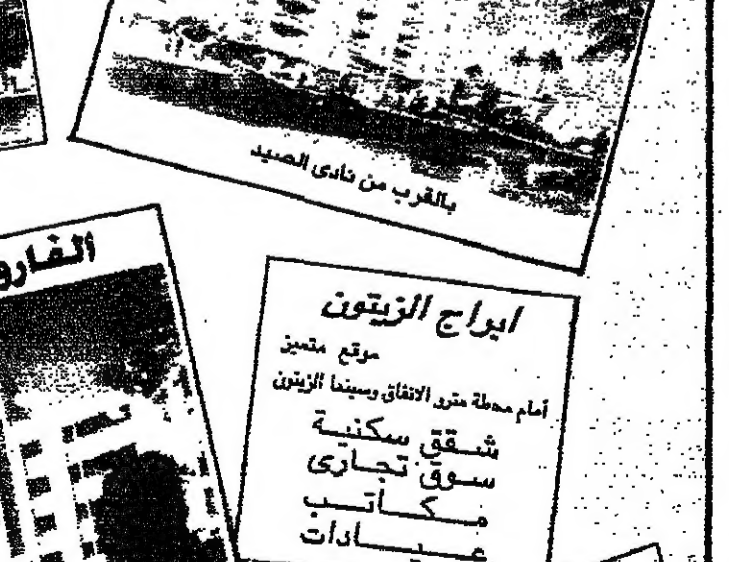 بالقرب من نادى الصيد
ابراج الزيتون
موقع متميز
أمام محطة مترو الانفاق وسينما الزيتون
شقق سكنية
سوق تجارى
مكاتب
عيادات